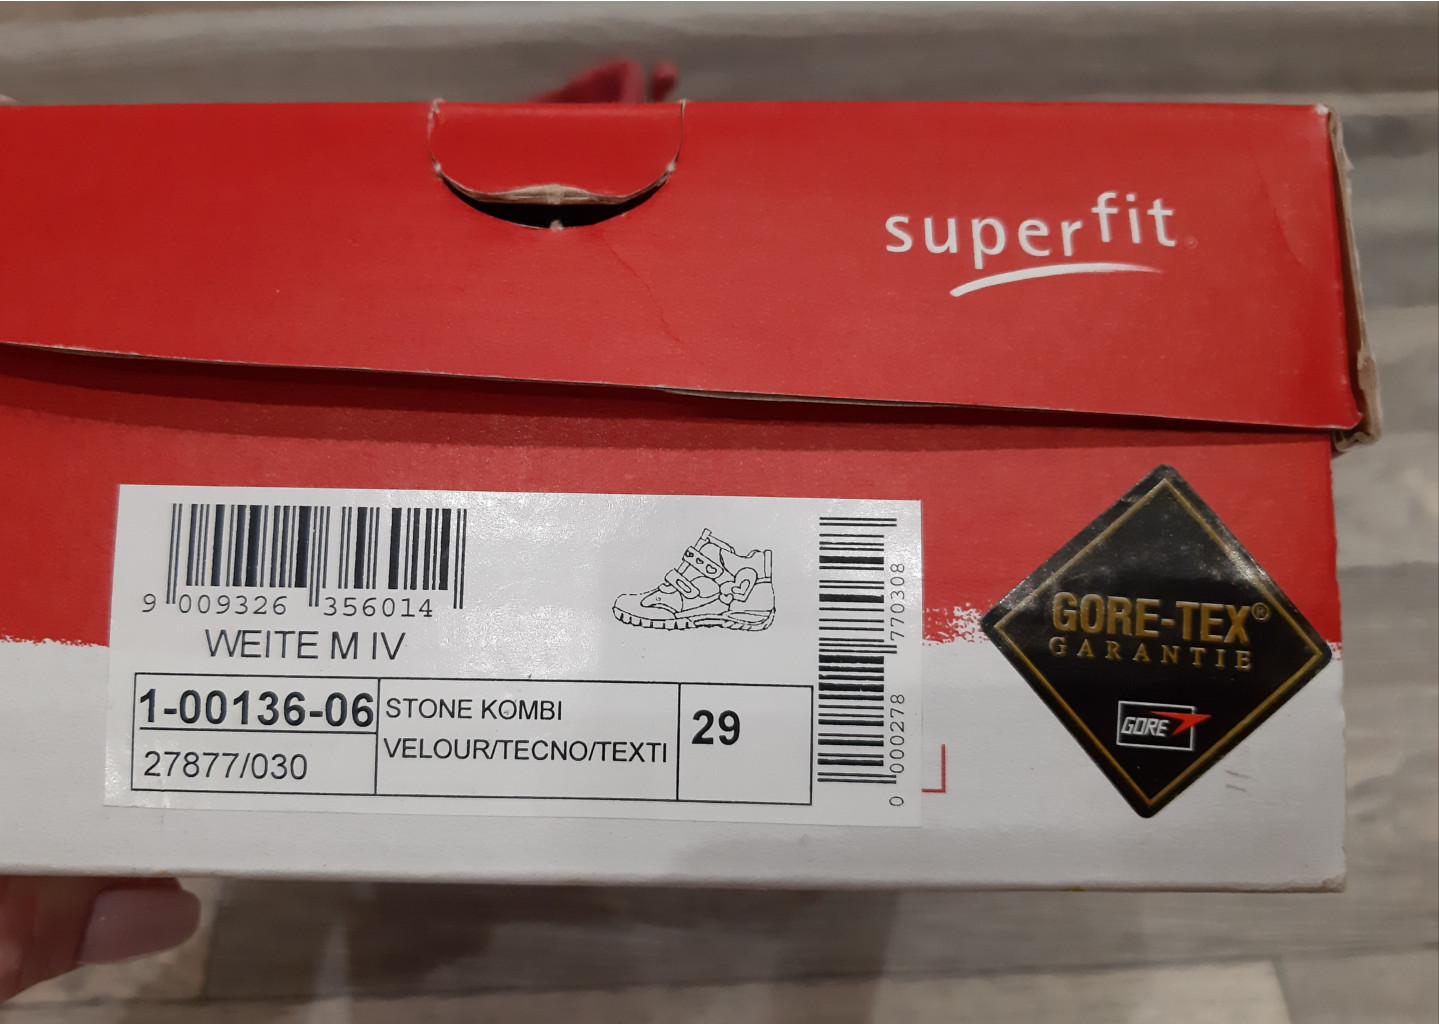 superfit
9 009326 356014
WEITE M IV
1-00136-06
27877/030
STONE KOMBI
VELOUR/TECNO/TEXTI
29
0 000278 770308
GORE-TEX®
GARANTIE
GORE